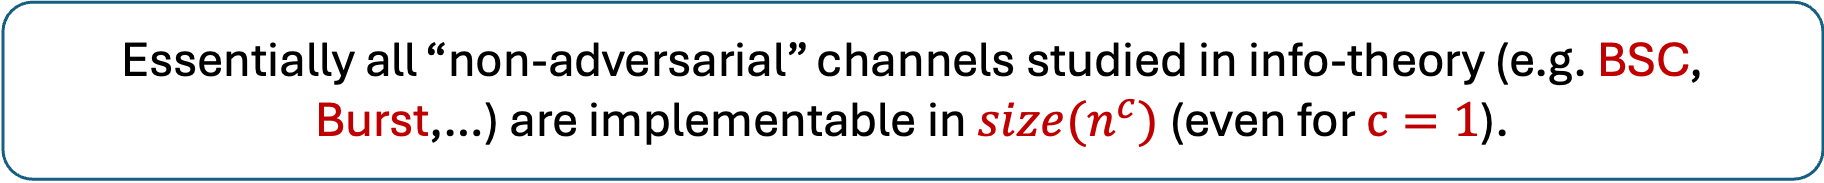 Essentially all “non-adversarial” channels studied in info-theory (e.g. BSC,
Burst,…) are implementable in size(n^c) (even for c = 1).